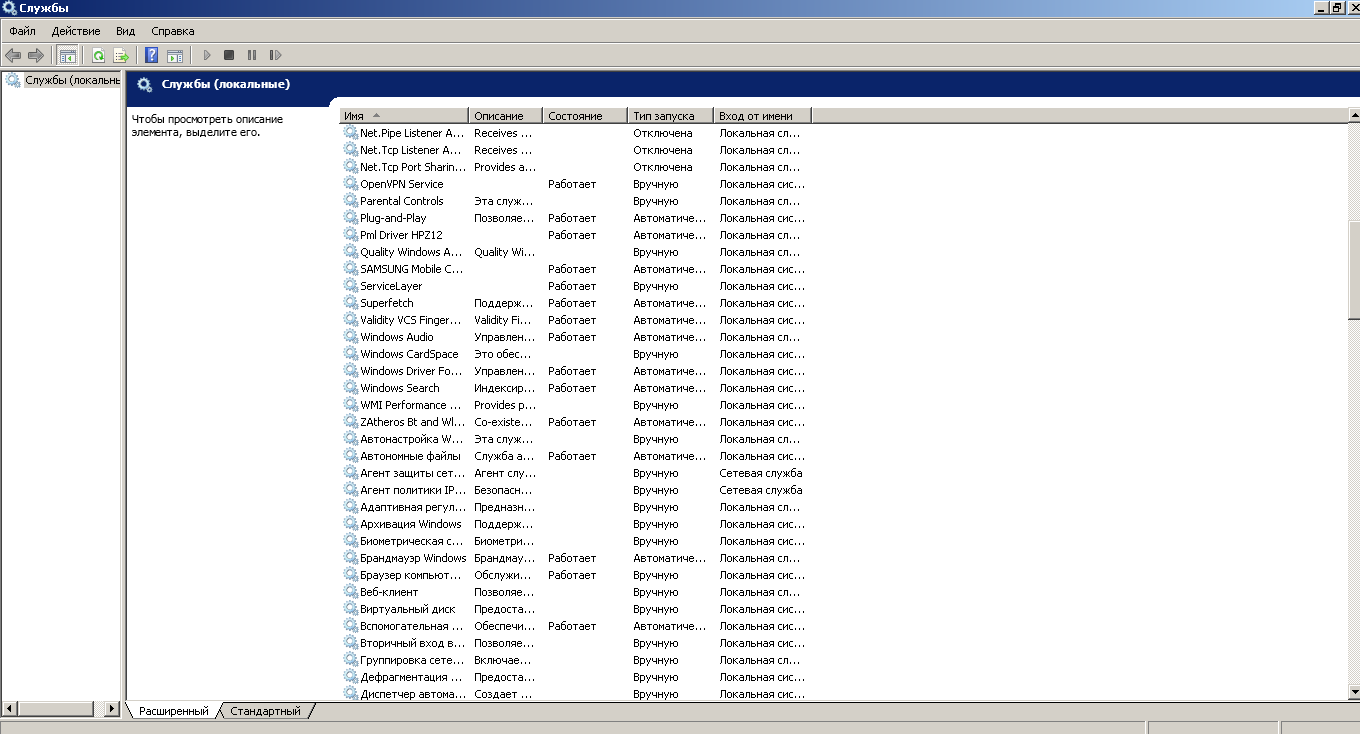 Службы
Файл Действие Вид Справка
Службы (локальн
Службы (локальные)
Чтобы просмотреть описание
элемента, выделите его.
Имя Описание Состояние Тип запуска Вход от имени
Net.Pipe Listener A... Receives ... Отключена Локальная сл...
Net.Tcp Listener A... Receives ... Отключена Локальная сл...
Net.Tcp Port Sharin... Provides a... Отключена Локальная сл...
OpenVPN Service Работает Вручную Локальная сис...
Parental Controls Эта служ... Вручную Локальная сл...
Plug-and-Play Позволяе... Работает Автоматиче... Локальная сис...
Pml Driver HPZ12 Работает Автоматиче... Локальная сл...
Quality Windows A... Quality Wi... Вручную Локальная сл...
SAMSUNG Mobile C... Работает Автоматиче... Локальная сис...
ServiceLayer Работает Вручную Локальная сис...
Superfetch Поддерж... Работает Автоматиче... Локальная сис...
Validity VCS Finger... Validity Fi... Работает Автоматиче... Локальная сис...
Windows Audio Управлен... Работает Автоматиче... Локальная сл...
Windows CardSpace Это обес... Вручную Локальная сис...
Windows Driver Fo... Управлен... Работает Автоматиче... Локальная сис...
Windows Search Индексир... Работает Автоматиче... Локальная сис...
WMI Performance ... Provides p... Вручную Локальная сис...
ZAtheros Bt and Wl... Co-existe... Работает Автоматиче... Локальная сис...
Автонастройка W... Эта служ... Вручную Локальная сл...
Автономные файлы Служба а... Работает Автоматиче... Локальная сис...
Агент защиты сет... Агент слу... Вручную Сетевая служба
Агент политики IP... Безопасн... Вручную Сетевая служба
Адаптивная регул... Предназн... Вручную Локальная сл...
Архивация Windows Поддерж... Вручную Локальная сис...
Биометрическая с... Биометри... Вручную Локальная сис...
Брандмауэр Windows Брандмау... Работает Автоматиче... Локальная сл...
Браузер компьют... Обслужи... Работает Вручную Локальная сис...
Веб-клиент Позволяе... Вручную Локальная сл...
Виртуальный диск Предоста... Вручную Локальная сис...
Вспомогательная ... Обеспечи... Работает Автоматиче... Локальная сис...
Вторичный вход в... Позволяе... Вручную Локальная сис...
Группировка сете... Включае... Вручную Локальная сл...
Дефрагментация ... Предоста... Вручную Локальная сис...
Диспетчер автома... Создает ... Вручную Локальная сис...
Расширенный Стандартный